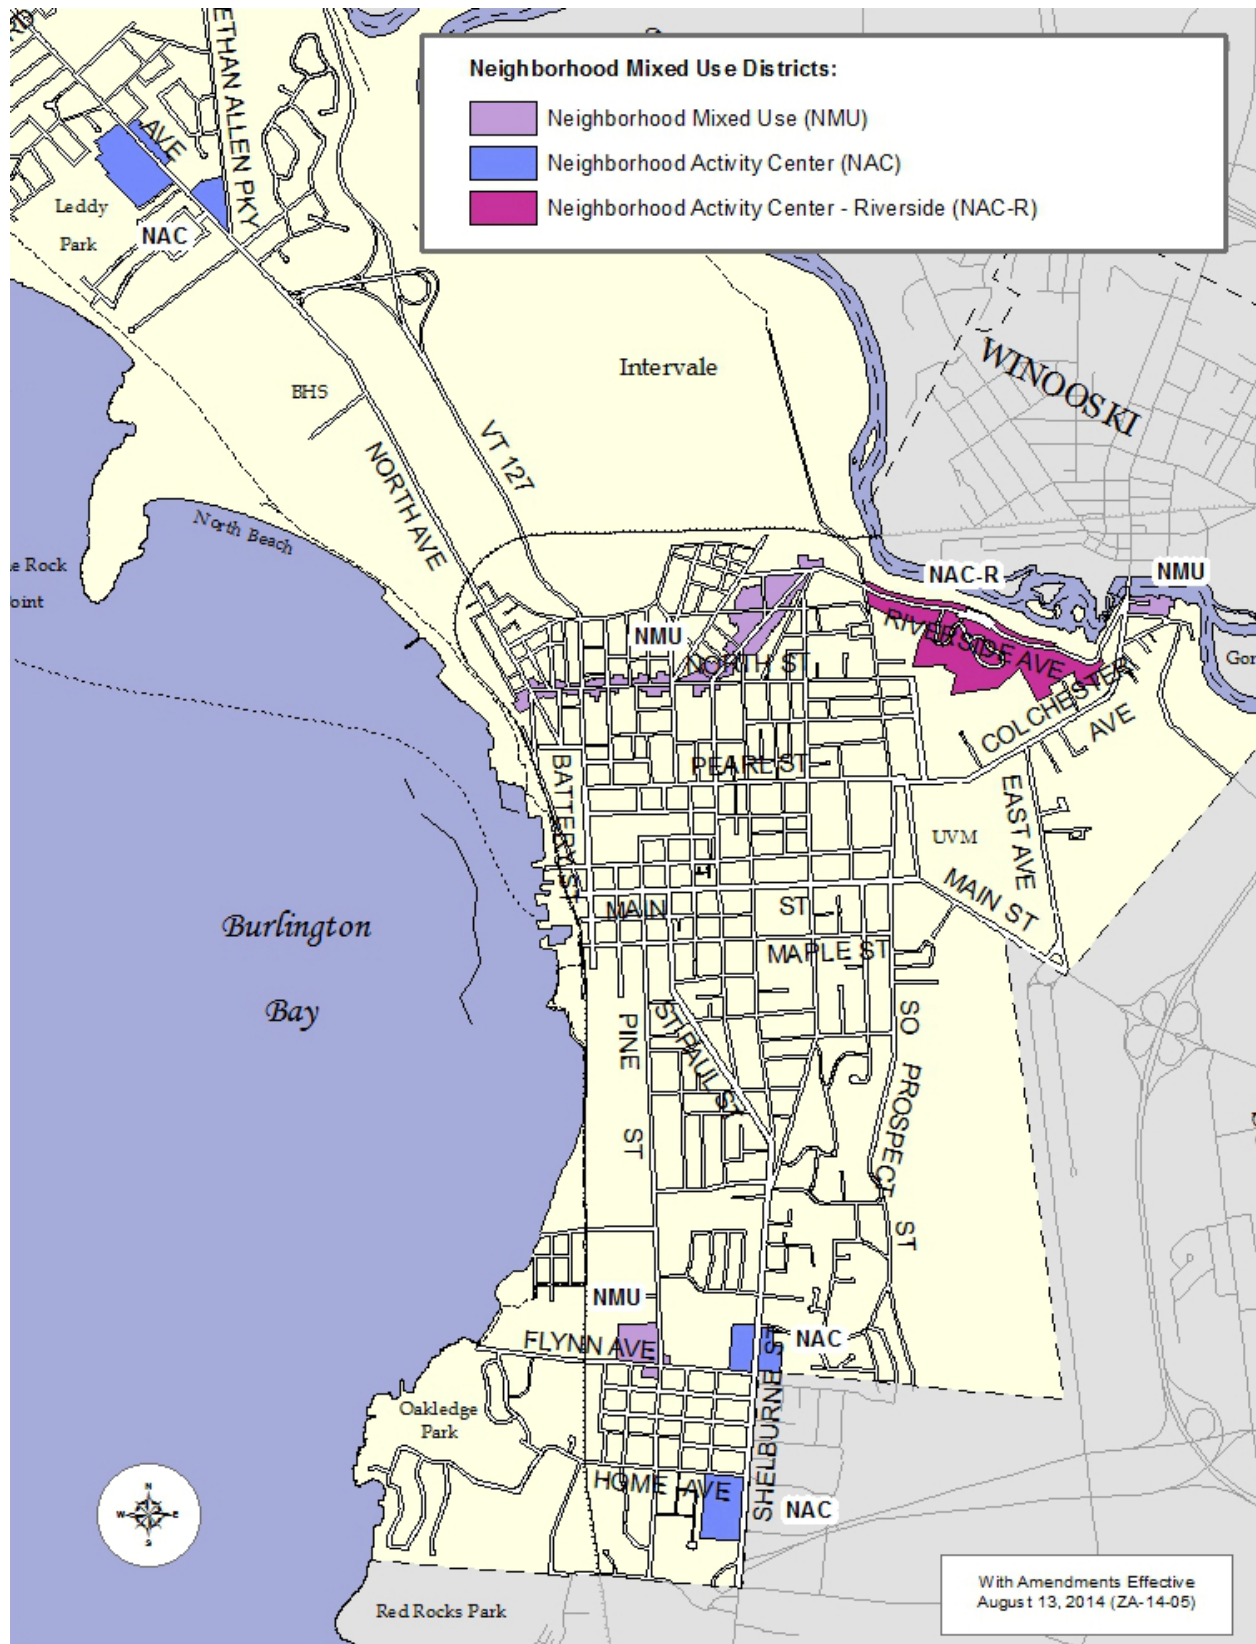 Neighborhood Mixed Use Districts:
Neighborhood Mixed Use (NMU)
Neighborhood Activity Center (NAC)
Neighborhood Activity Center - Riverside (NAC-R)
ETHAN ALLEN PKY
AVE
Leddy
Park
NAC
Intervale
WINOOSKI
BHS
VT 127
NORTH AVE
North Beach
e Rock
oint
NAC-R
NMU
NMU
RIVERSIDE AVE
NORTH ST
Gor
COLCHESTER
AVE
PEARL ST
BATTERY ST
EAST AVE
UVM
MAIN ST
MAIN ST
MAPLE ST
Burlington
Bay
PINE
ST
ST PAUL ST
SO PROSPECT ST
NMU
FLYNN AVE
NAC
SHELBURNE ST
Oakledge
Park
HOME AVE
NAC
N
W E
S
With Amendments Effective
August 13, 2014 (ZA-14-05)
Red Rocks Park